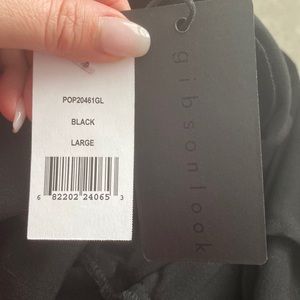 POP20461GL
BLACK
LARGE
6 82202 24065 3
gibsonlook